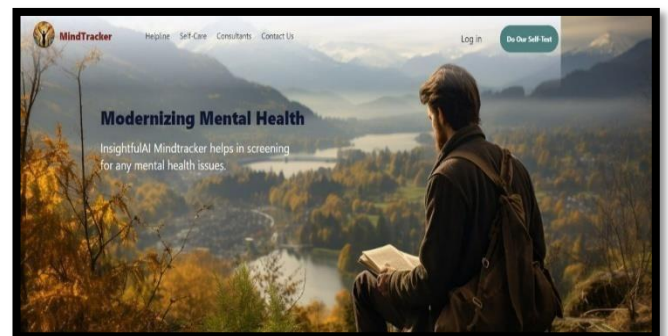 MindTracker
Helpline Self-Care Cunsultants Contact Us
Log in
Do Our Self-Test
Modernizing Mental Health
InsightfulAI Mindtracker helps in screening
for any mental health issues.